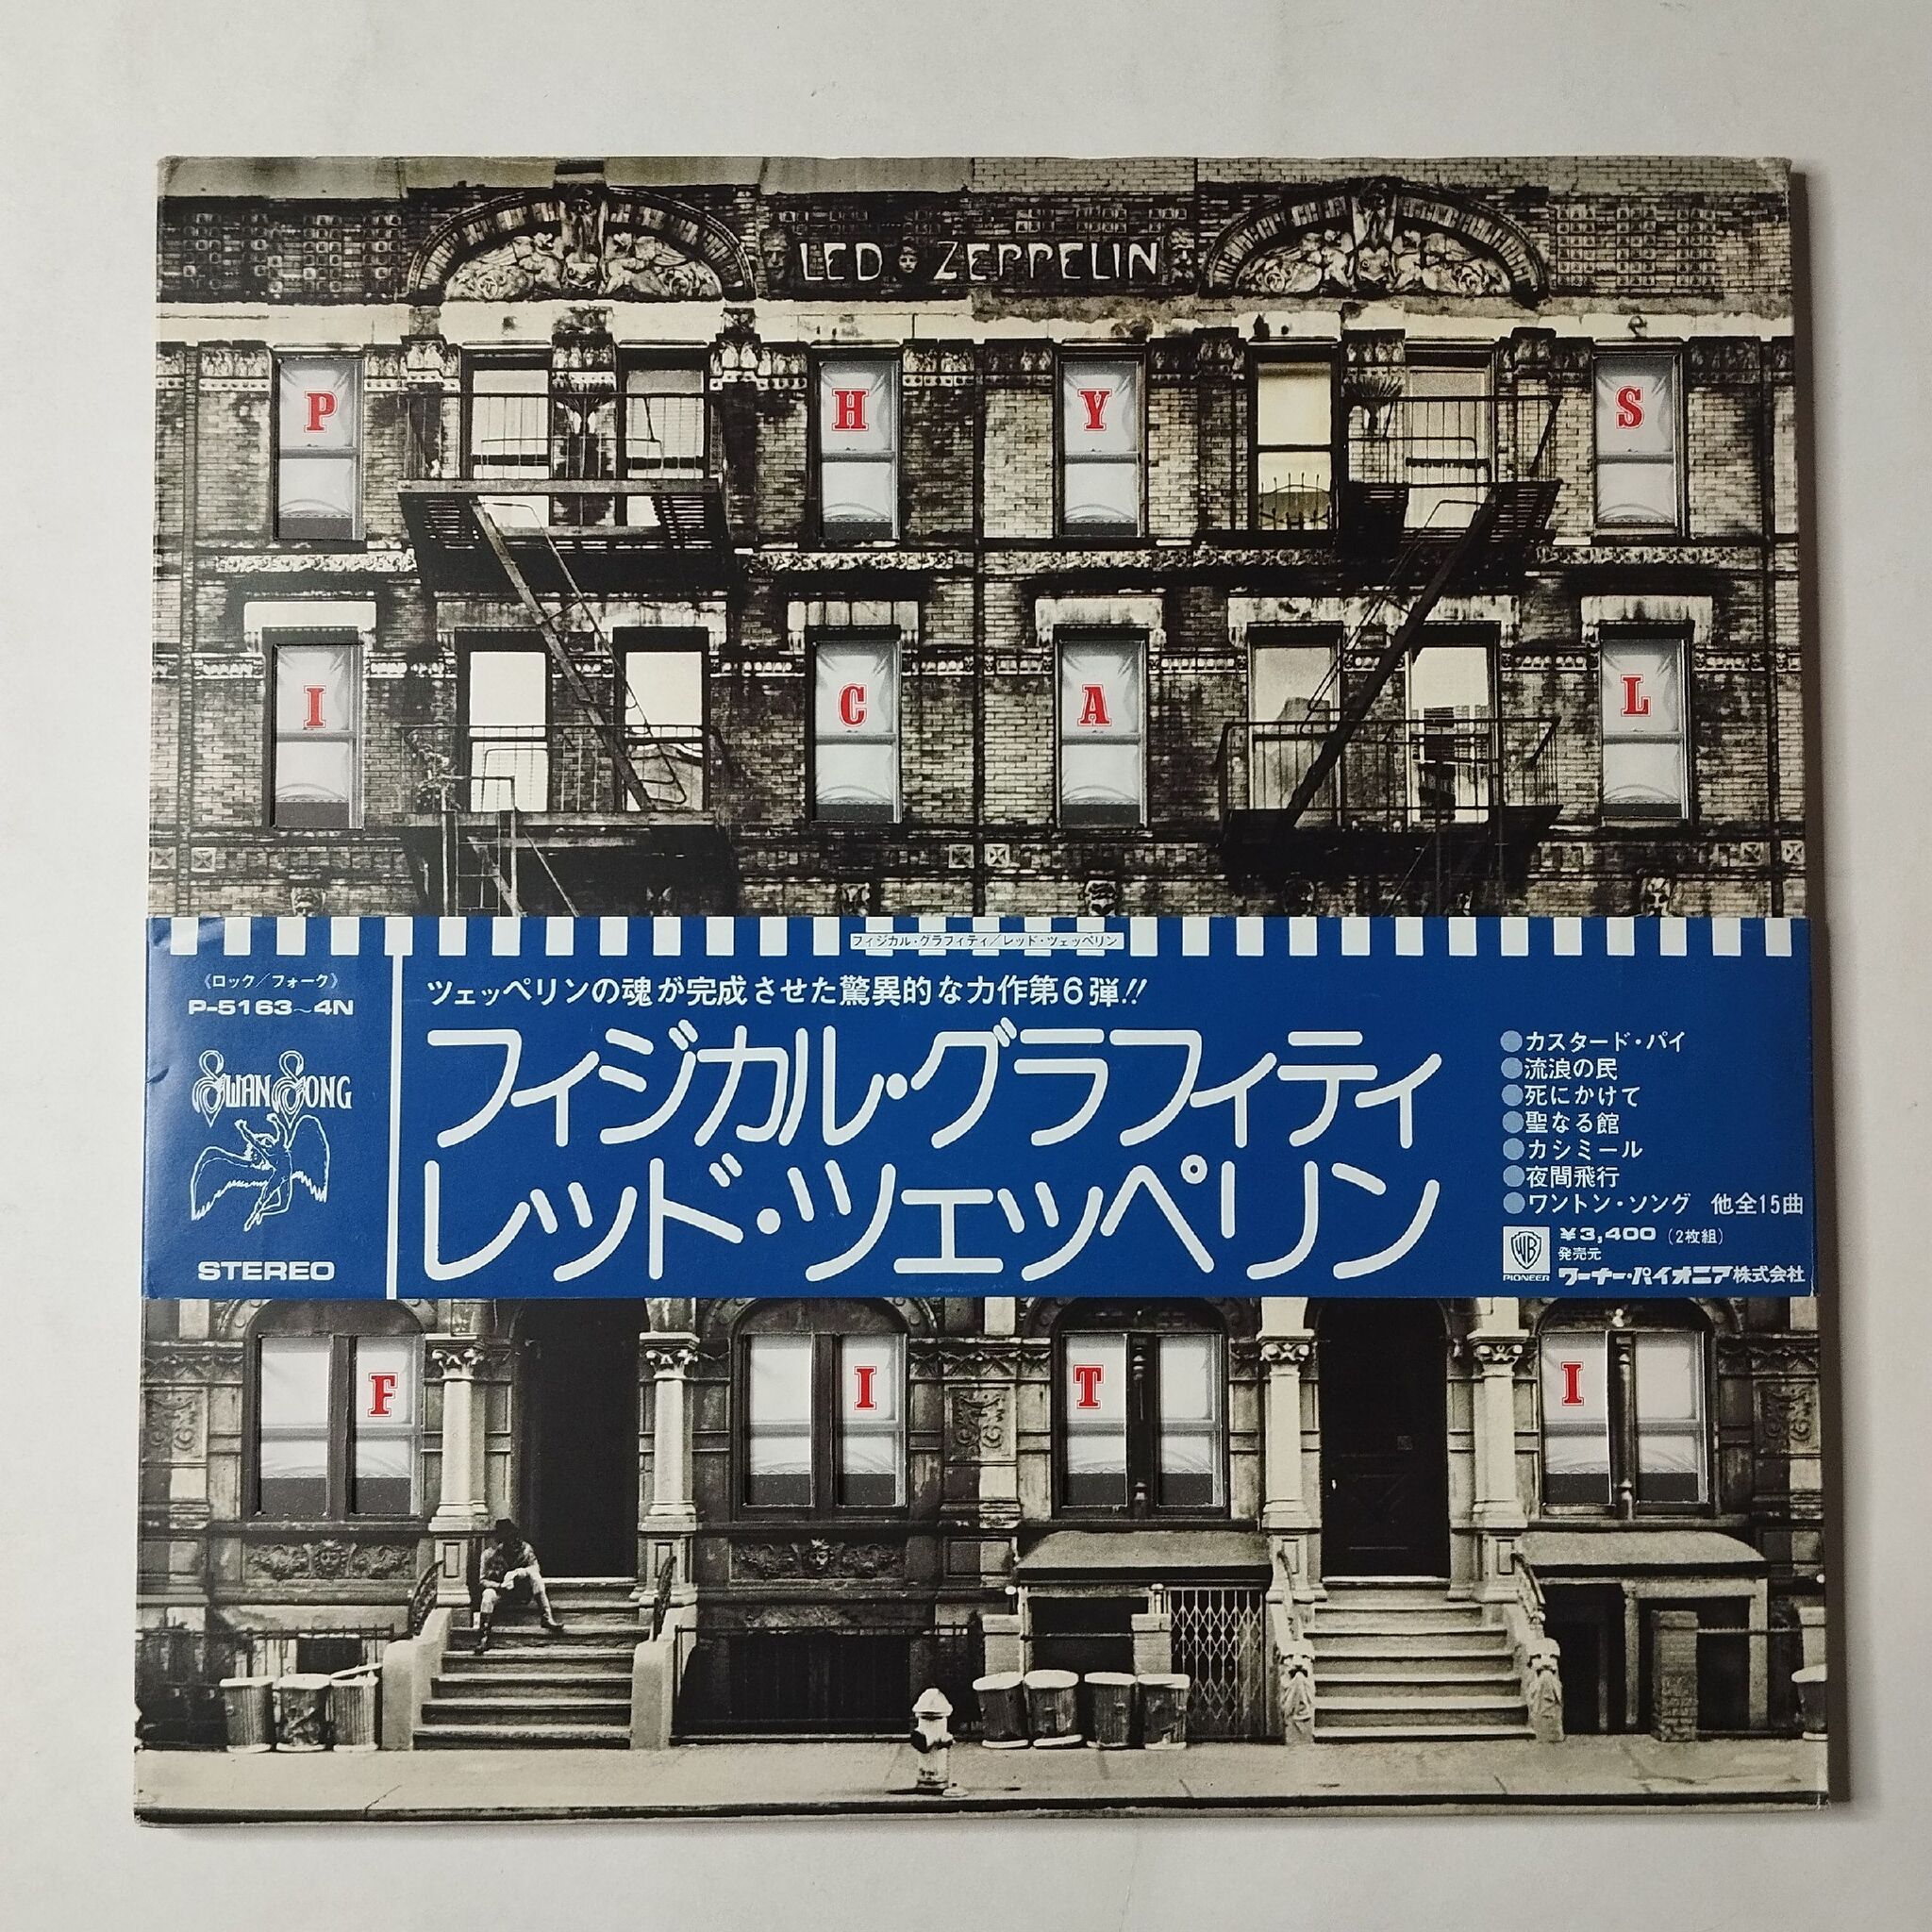 LED ZEPPELIN
P H Y S
I C A L
フィジカル・グラフィティ／レッド・ツェッペリン
《ロック／フォーク》
P-5163~4N
SWAN SONG
STEREO
ツェッペリンの魂が完成させた驚異的な力作第6弾!!
フィジカル・グラフィティ
レッド・ツェッペリン
●カスタード・パイ
●流浪の民
●死にかけて
●聖なる館
●カシミール
●夜間飛行
●ワントン・ソング 他全15曲
¥3,400（2枚組）
発売元
PIONEER ワーナー・パイオニア株式会社
F I T I